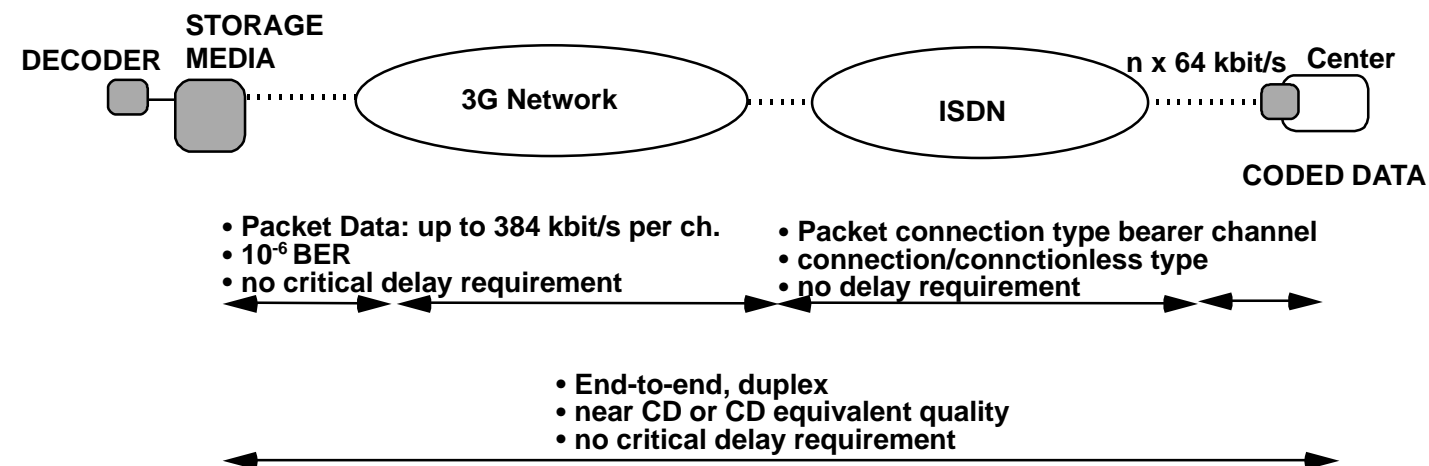 STORAGE
MEDIA
DECODER
3G Network
ISDN
n x 64 kbit/s
Center
CODED DATA
• Packet Data: up to 384 kbit/s per ch.
• 10⁻⁶ BER
• no critical delay requirement
• Packet connection type bearer channel
• connection/connctionless type
• no delay requirement
• End-to-end, duplex
• near CD or CD equivalent quality
• no critical delay requirement